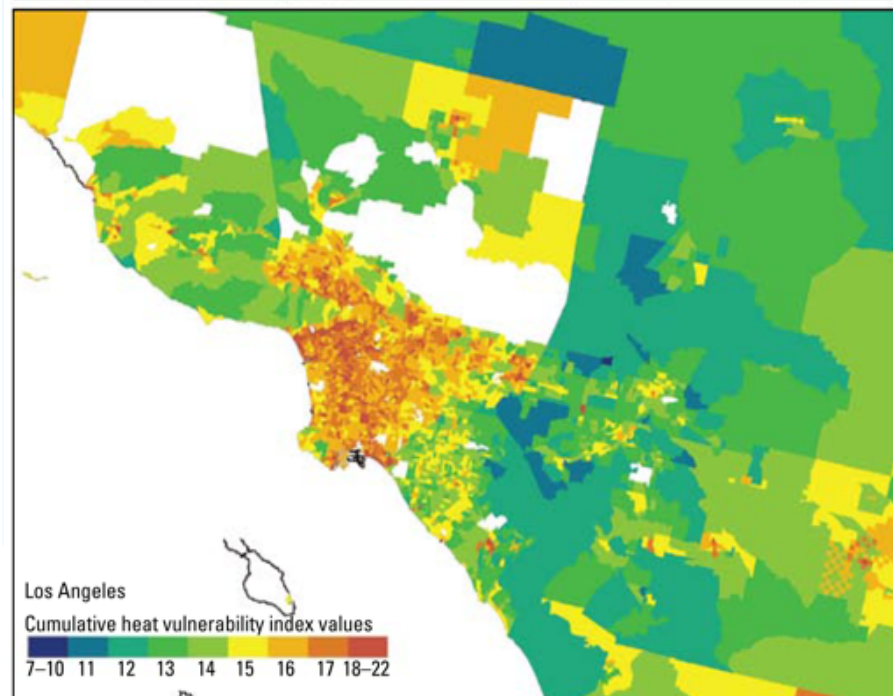 Los Angeles
Cumulative heat vulnerability index values
7–10 11 12 13 14 15 16 17 18–22